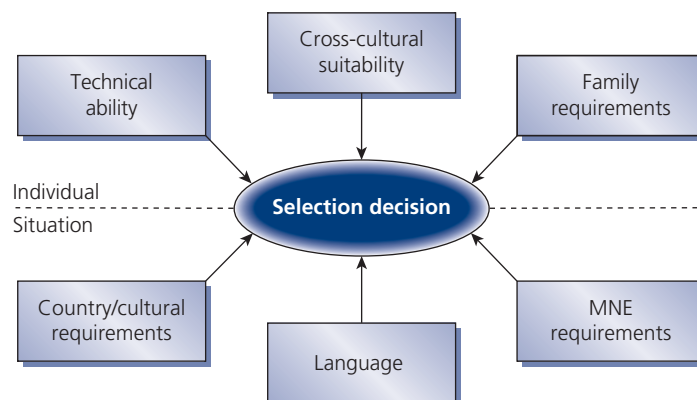 Cross-cultural
suitability
Technical
ability
Family
requirements
Individual
Selection decision
Situation
Country/cultural
requirements
Language
MNE
requirements